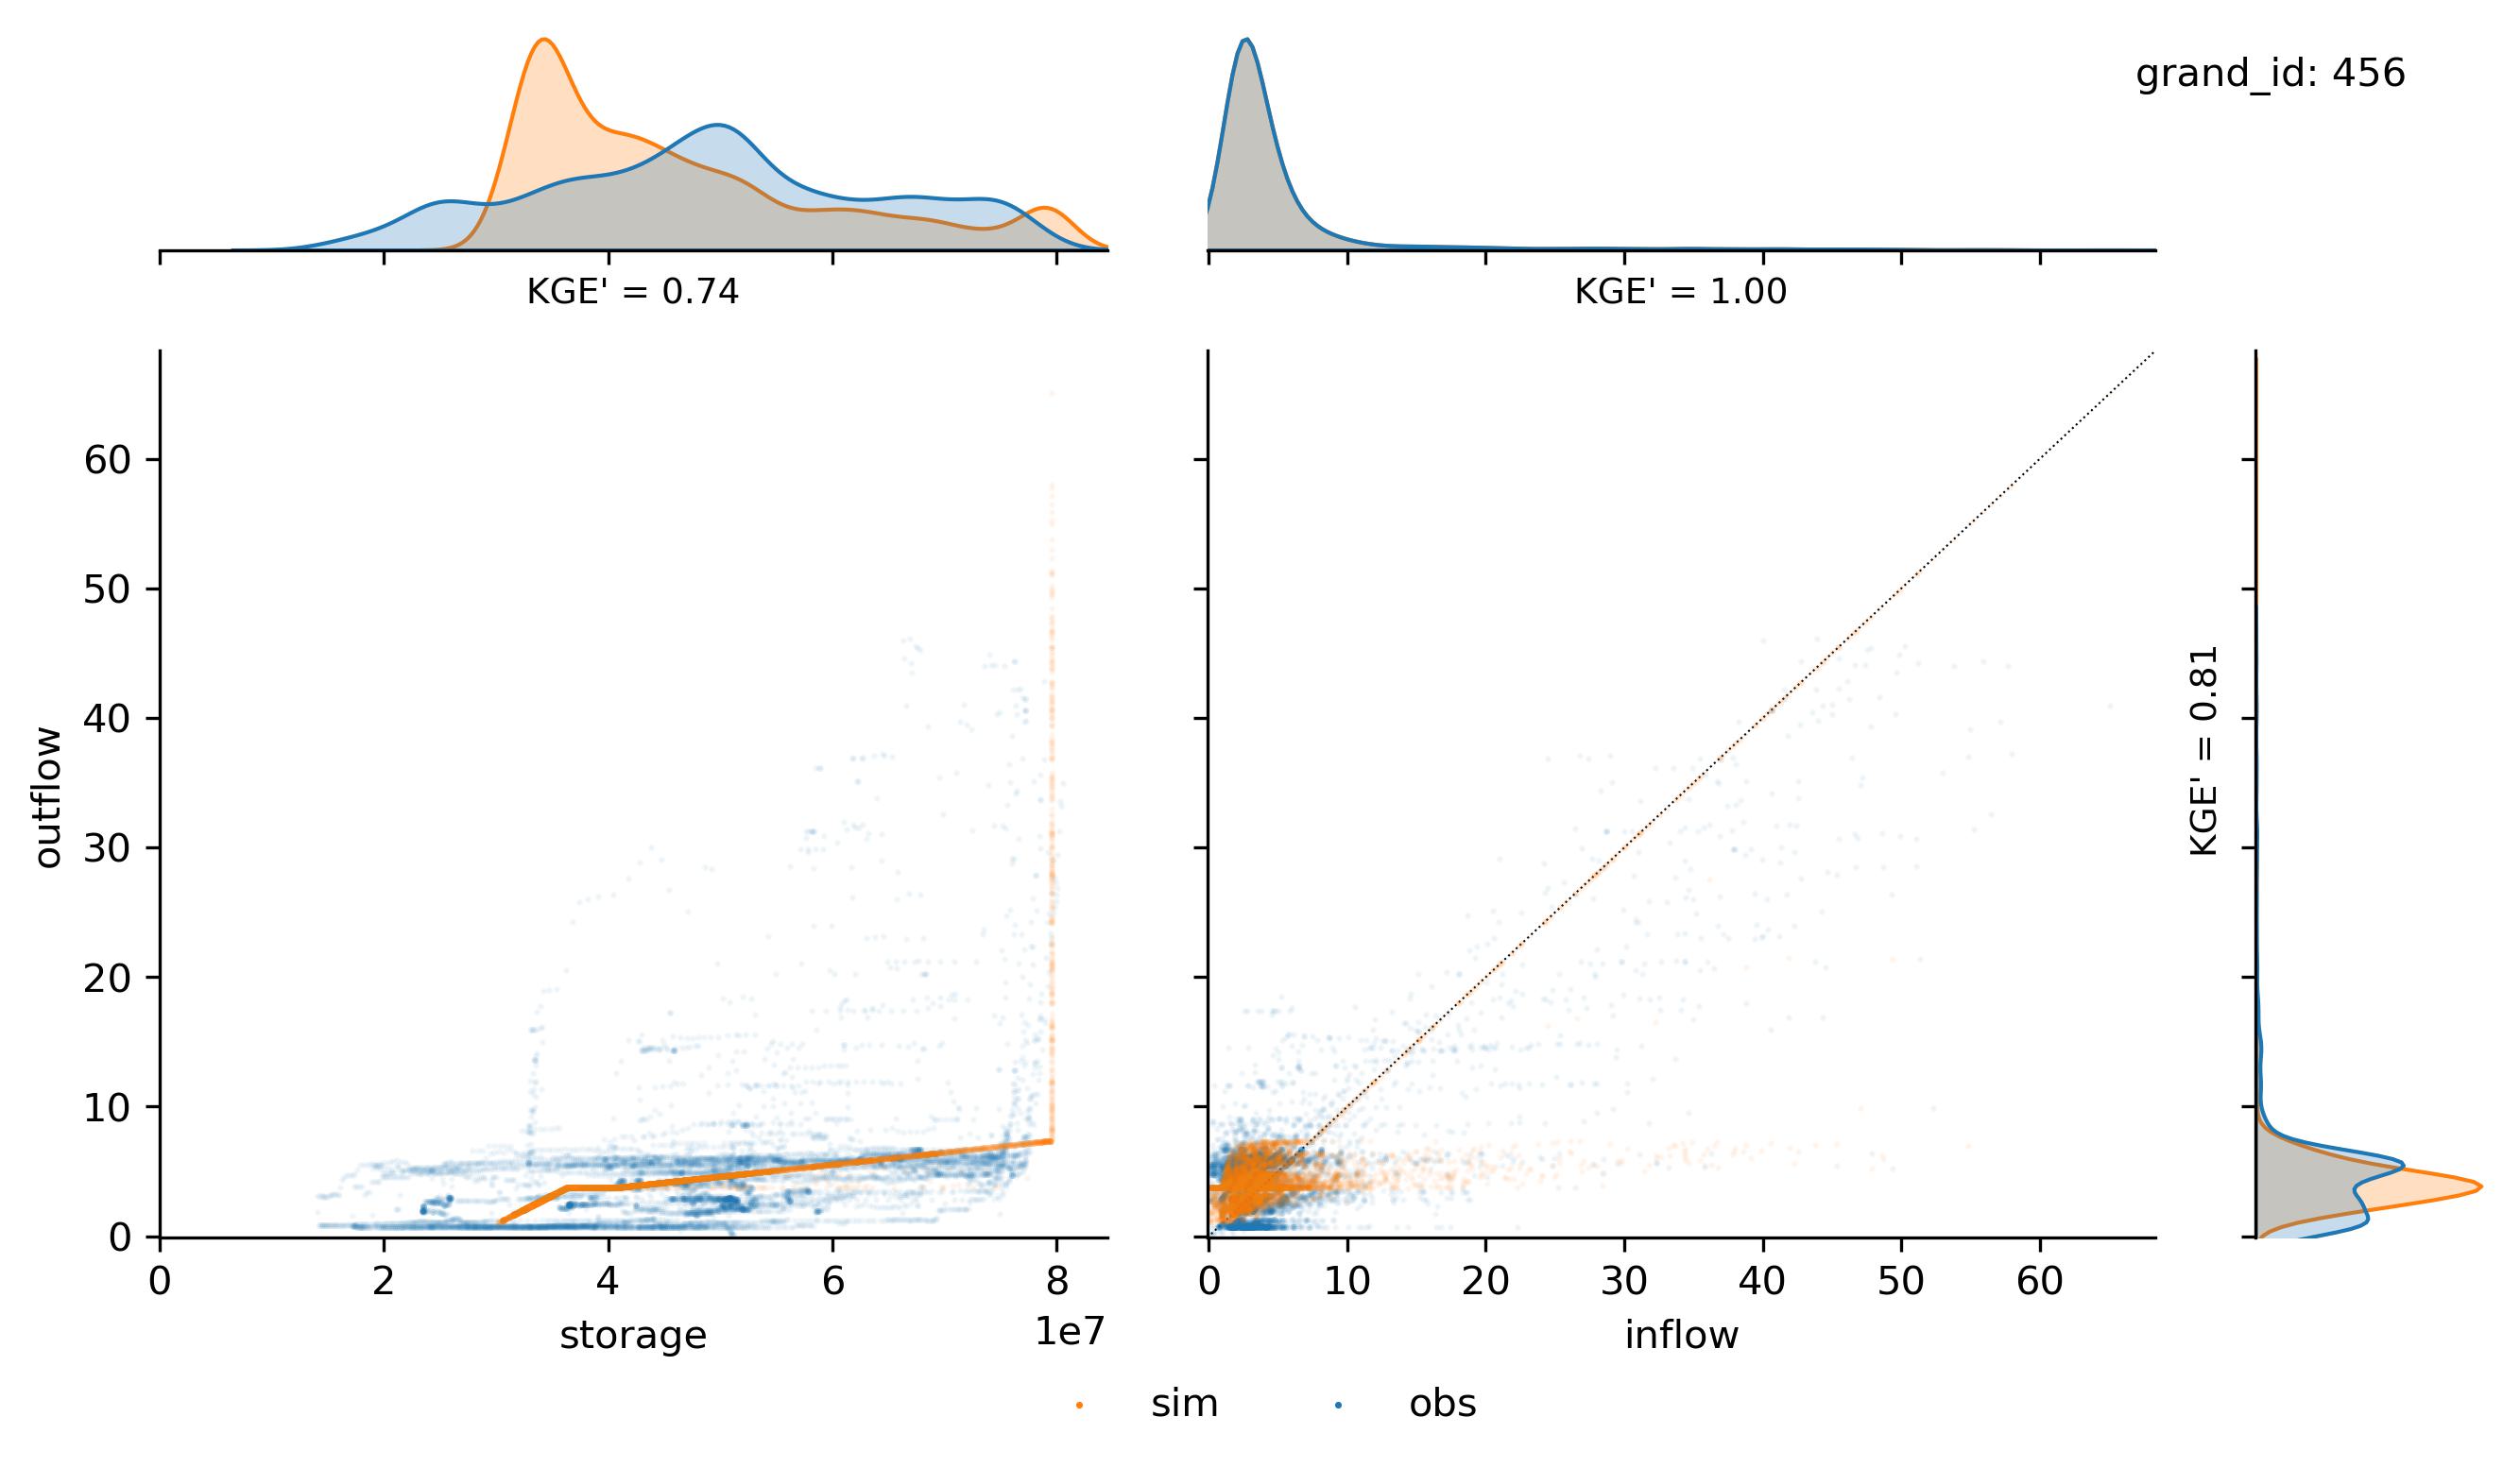 grand_id: 456
KGE' = 0.74
KGE' = 1.00
60
50
40
30
20
10
0
outflow
KGE' = 0.81
0 2 4 6 8
0 10 20 30 40 50 60
1e7
storage
inflow
sim obs